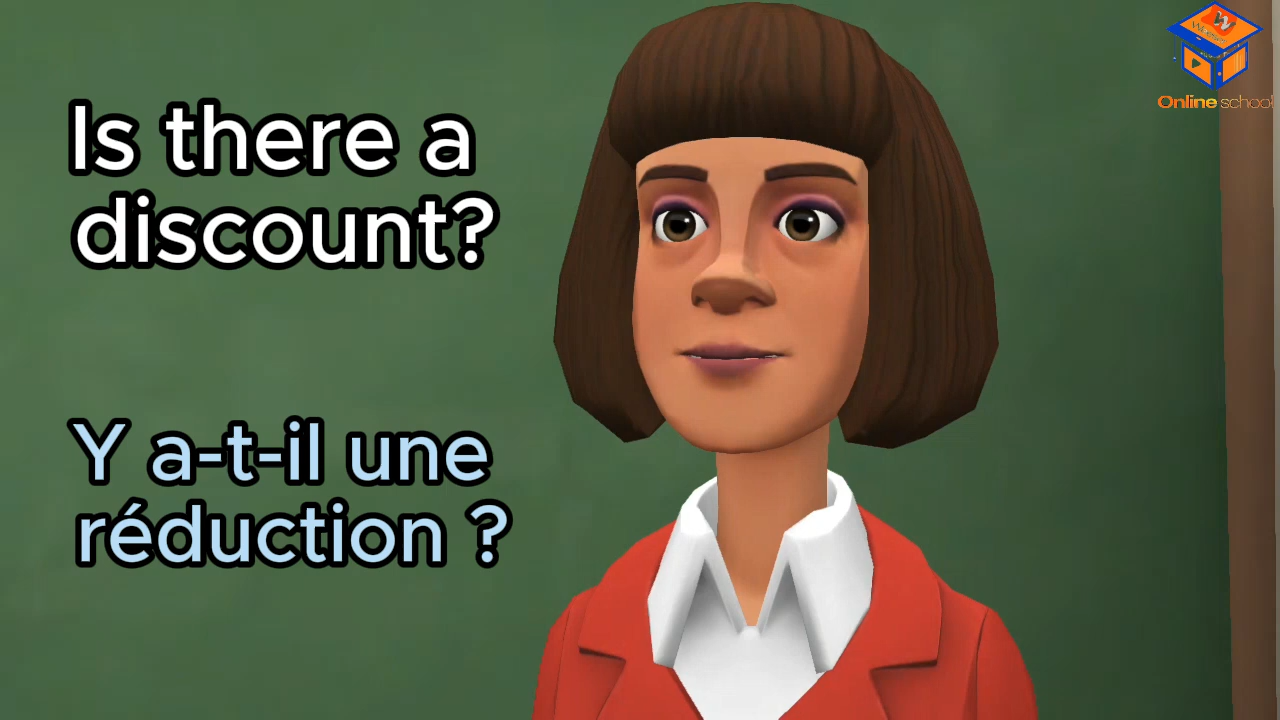 Is there a
discount?
Y a-t-il une
réduction ?
W
Online school